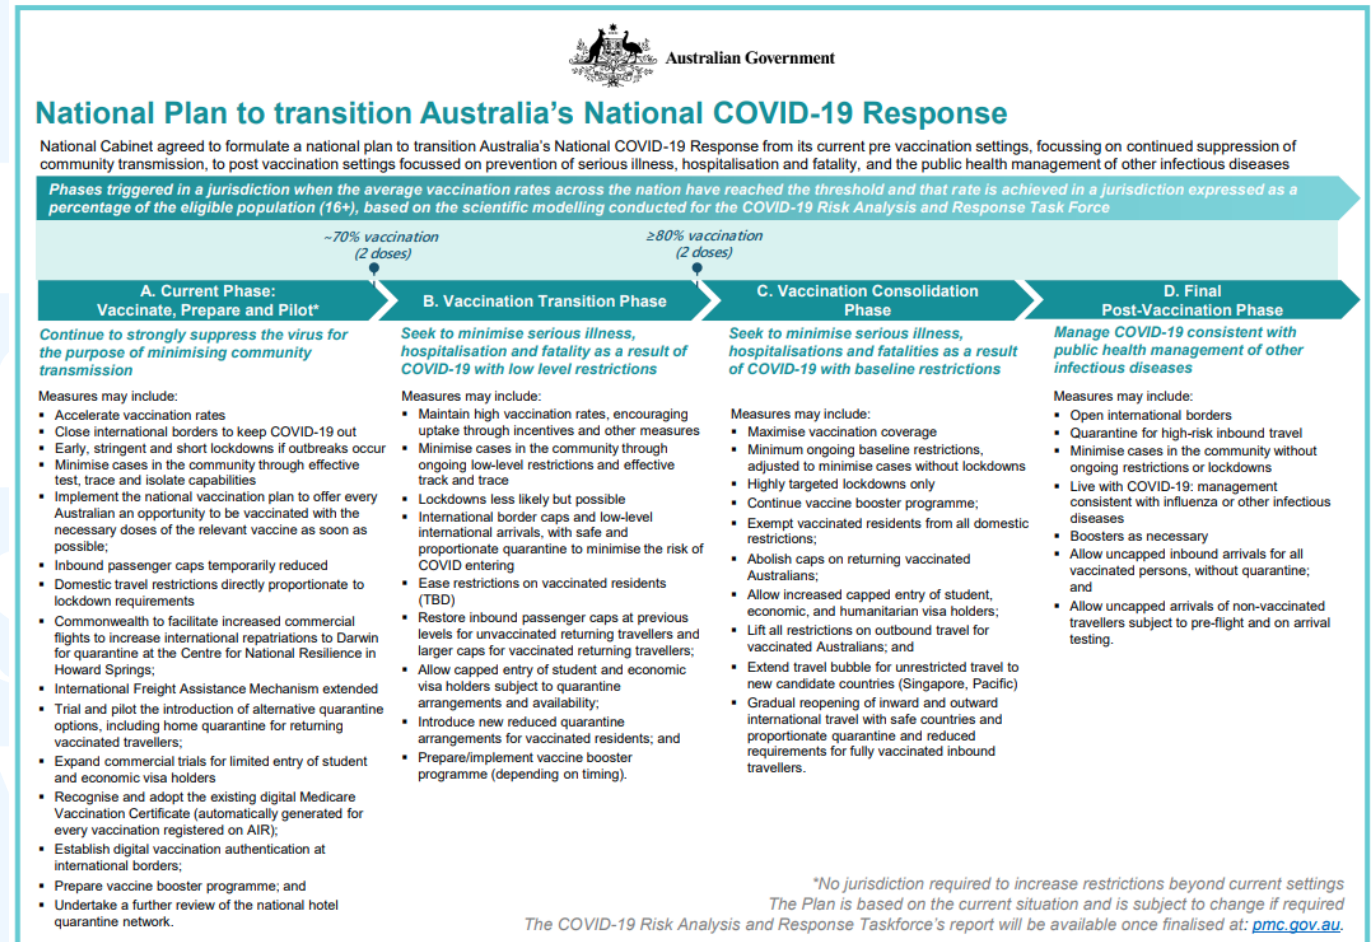 Australian Government
National Plan to transition Australia's National COVID-19 Response
National Cabinet agreed to formulate a national plan to transition Australia's National COVID-19 Response from its current pre vaccination settings, focussing on continued suppression of
community transmission, to post vaccination settings focussed on prevention of serious illness, hospitalisation and fatality, and the public health management of other infectious diseases
Phases triggered in a jurisdiction when the average vaccination rates across the nation have reached the threshold and that rate is achieved in a jurisdiction expressed as a
percentage of the eligible population (16+), based on the scientific modelling conducted for the COVID-19 Risk Analysis and Response Task Force
~70% vaccination
(2 doses)
≥80% vaccination
(2 doses)
A. Current Phase:
Vaccinate, Prepare and Pilot*
Continue to strongly suppress the virus for
the purpose of minimising community
transmission
Measures may include:
▪ Accelerate vaccination rates
▪ Close international borders to keep COVID-19 out
▪ Early, stringent and short lockdowns if outbreaks occur
▪ Minimise cases in the community through effective
test, trace and isolate capabilities
▪ Implement the national vaccination plan to offer every
Australian an opportunity to be vaccinated with the
necessary doses of the relevant vaccine as soon as
possible;
▪ Inbound passenger caps temporarily reduced
▪ Domestic travel restrictions directly proportionate to
lockdown requirements
▪ Commonwealth to facilitate increased commercial
flights to increase international repatriations to Darwin
for quarantine at the Centre for National Resilience in
Howard Springs;
▪ International Freight Assistance Mechanism extended
▪ Trial and pilot the introduction of alternative quarantine
options, including home quarantine for returning
vaccinated travellers;
▪ Expand commercial trials for limited entry of student
and economic visa holders
▪ Recognise and adopt the existing digital Medicare
Vaccination Certificate (automatically generated for
every vaccination registered on AIR);
▪ Establish digital vaccination authentication at
international borders;
▪ Prepare vaccine booster programme; and
▪ Undertake a further review of the national hotel
quarantine network.
B. Vaccination Transition Phase
Seek to minimise serious illness,
hospitalisation and fatality as a result of
COVID-19 with low level restrictions
Measures may include:
▪ Maintain high vaccination rates, encouraging
uptake through incentives and other measures
▪ Minimise cases in the community through
ongoing low-level restrictions and effective
track and trace
▪ Lockdowns less likely but possible
▪ International border caps and low-level
international arrivals, with safe and
proportionate quarantine to minimise the risk of
COVID entering
▪ Ease restrictions on vaccinated residents
(TBD)
▪ Restore inbound passenger caps at previous
levels for unvaccinated returning travellers and
larger caps for vaccinated returning travellers;
▪ Allow capped entry of student and economic
visa holders subject to quarantine
arrangements and availability;
▪ Introduce new reduced quarantine
arrangements for vaccinated residents; and
▪ Prepare/implement vaccine booster
programme (depending on timing).
C. Vaccination Consolidation
Phase
Seek to minimise serious illness,
hospitalisations and fatalities as a result
of COVID-19 with baseline restrictions
Measures may include:
▪ Maximise vaccination coverage
▪ Minimum ongoing baseline restrictions,
adjusted to minimise cases without lockdowns
▪ Highly targeted lockdowns only
▪ Continue vaccine booster programme;
▪ Exempt vaccinated residents from all domestic
restrictions;
▪ Abolish caps on returning vaccinated
Australians;
▪ Allow increased capped entry of student,
economic, and humanitarian visa holders;
▪ Lift all restrictions on outbound travel for
vaccinated Australians; and
▪ Extend travel bubble for unrestricted travel to
new candidate countries (Singapore, Pacific)
▪ Gradual reopening of inward and outward
international travel with safe countries and
proportionate quarantine and reduced
requirements for fully vaccinated inbound
travellers.
D. Final
Post-Vaccination Phase
Manage COVID-19 consistent with
public health management of other
infectious diseases
Measures may include:
▪ Open international borders
▪ Quarantine for high-risk inbound travel
▪ Minimise cases in the community without
ongoing restrictions or lockdowns
▪ Live with COVID-19: management
consistent with influenza or other infectious
diseases
▪ Boosters as necessary
▪ Allow uncapped inbound arrivals for all
vaccinated persons, without quarantine;
and
▪ Allow uncapped arrivals of non-vaccinated
travellers subject to pre-flight and on arrival
testing.
*No jurisdiction required to increase restrictions beyond current settings
The Plan is based on the current situation and is subject to change if required
The COVID-19 Risk Analysis and Response Taskforce's report will be available once finalised at: pmc.gov.au.